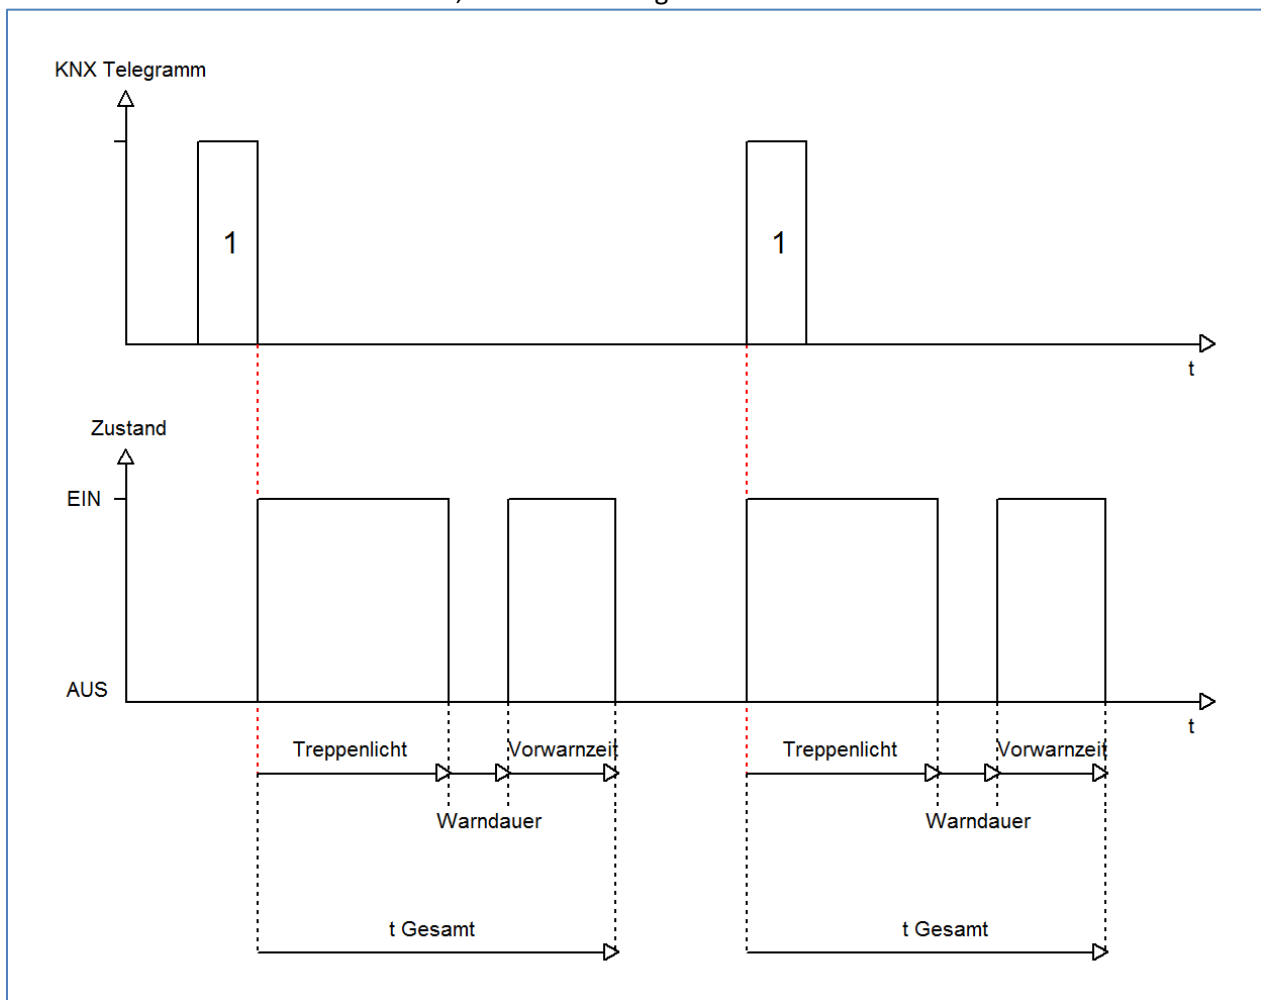 KNX Telegramm
1
1
t
Zustand
EIN
AUS
t
Treppenlicht
Vorwarnzeit
Treppenlicht
Vorwarnzeit
Warndauer
Warndauer
t Gesamt
t Gesamt